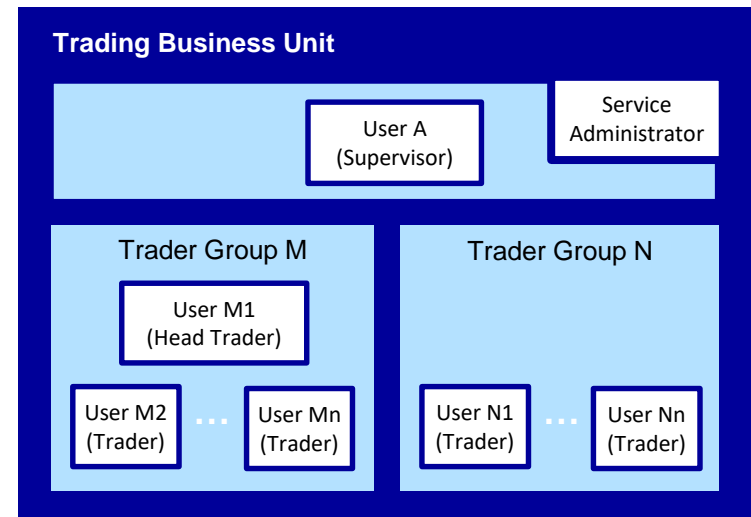 Trading Business Unit
Service
Administrator
User A
(Supervisor)
Trader Group M
User M1
(Head Trader)
User M2
(Trader)
...
User Mn
(Trader)
Trader Group N
User N1
(Trader)
...
User Nn
(Trader)